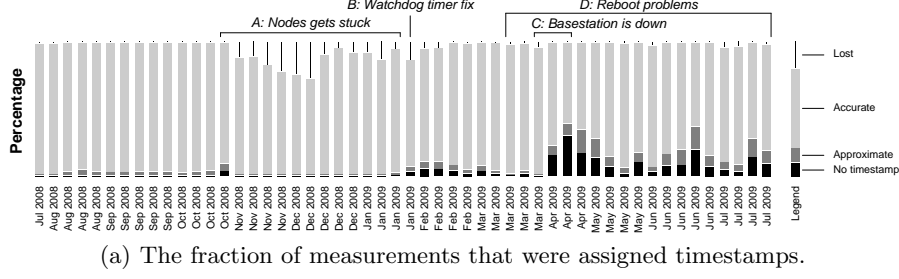 B: Watchdog timer fix
D: Reboot problems
A: Nodes gets stuck
C: Basestation is down
Percentage
Lost
Accurate
Approximate
No timestamp
Jul 2008
Aug 2008
Aug 2008
Aug 2008
Aug 2008
Sep 2008
Sep 2008
Sep 2008
Sep 2008
Oct 2008
Oct 2008
Oct 2008
Oct 2008
Oct 2008
Nov 2008
Nov 2008
Nov 2008
Nov 2008
Dec 2008
Dec 2008
Dec 2008
Dec 2008
Jan 2009
Jan 2009
Jan 2009
Jan 2009
Jan 2009
Feb 2009
Feb 2009
Feb 2009
Feb 2009
Mar 2009
Mar 2009
Mar 2009
Mar 2009
Mar 2009
Apr 2009
Apr 2009
Apr 2009
May 2009
May 2009
May 2009
May 2009
Jun 2009
Jun 2009
Jun 2009
Jun 2009
Jun 2009
Jul 2009
Jul 2009
Jul 2009
Jul 2009
Legend
(a) The fraction of measurements that were assigned timestamps.